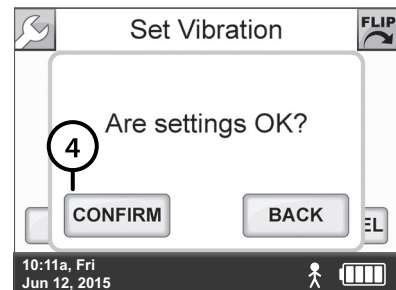 Set Vibration
FLIP
Are settings OK?
4
CONFIRM
BACK
EL
10:11a, Fri
Jun 12, 2015